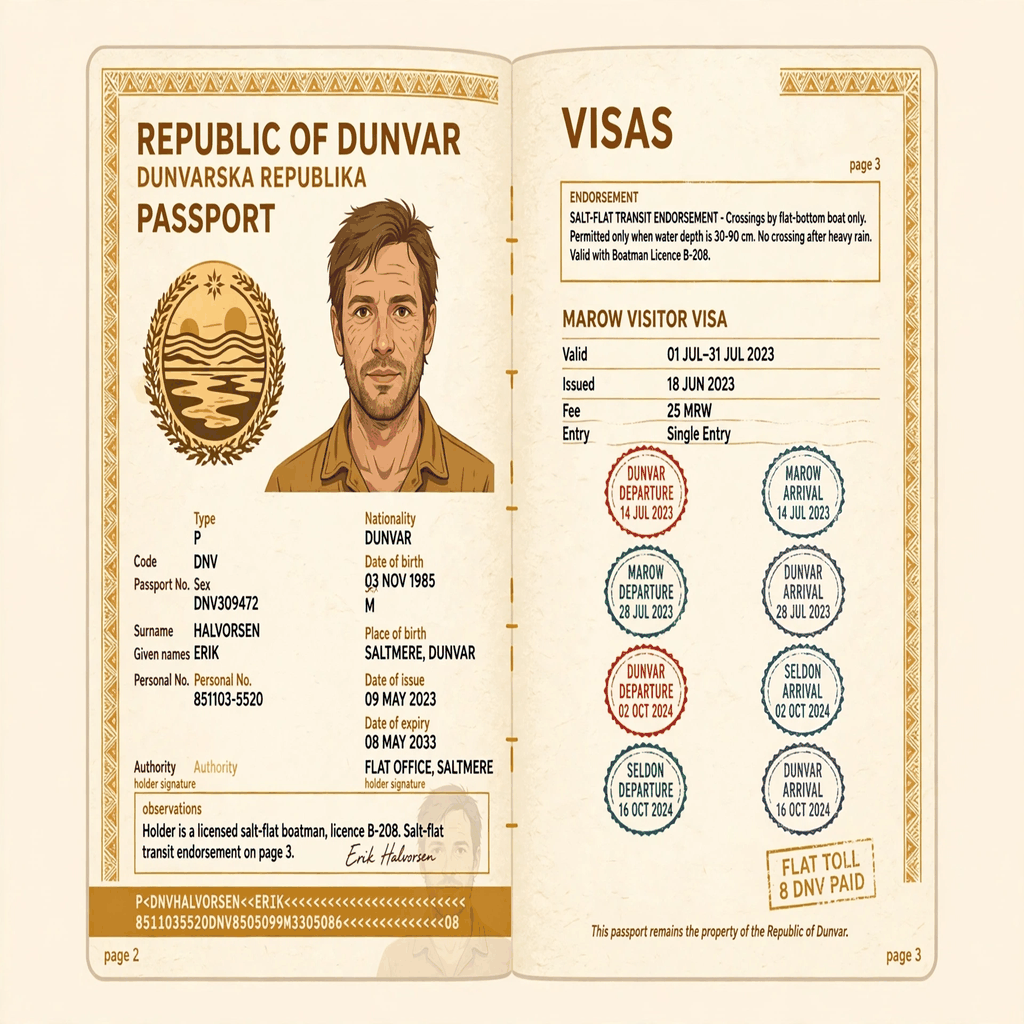 REPUBLIC OF DUNVAR
DUNVARSKA REPUBLIKA
PASSPORT
Type
P
Code
DNV
Passport No.
Sex
DNV309472
Surname
HALVORSEN
Given names
ERIK
Personal No.
Personal No.
851103-5520
Nationality
DUNVAR
Date of birth
03 NOV 1985
M
Place of birth
SALTMERE, DUNVAR
Date of issue
09 MAY 2023
Date of expiry
08 MAY 2033
Authority
Authority
FLAT OFFICE, SALTMERE
holder signature
holder signature
observations
Holder is a licensed salt-flat boatman, licence B-208. Salt-flat
transit endorsement on page 3.
Erik Halvorsen
P<DNVHALVORSEN<<ERIK<<<<<<<<<<<<<<<<<<<<<<<<<<
8511035520DNV8505099M3305086<<<<<<<<<<<<<<<08
page 2
VISAS
page 3
ENDORSEMENT
SALT-FLAT TRANSIT ENDORSEMENT - Crossings by flat-bottom boat only.
Permitted only when water depth is 30-90 cm. No crossing after heavy rain.
Valid with Boatman Licence B-208.
MAROW VISITOR VISA
Valid 01 JUL–31 JUL 2023
Issued 18 JUN 2023
Fee 25 MRW
Entry Single Entry
DUNVAR
DEPARTURE
14 JUL 2023
MAROW
ARRIVAL
14 JUL 2023
MAROW
DEPARTURE
28 JUL 2023
DUNVAR
ARRIVAL
28 JUL 2023
DUNVAR
DEPARTURE
02 OCT 2024
SELDON
ARRIVAL
02 OCT 2024
SELDON
DEPARTURE
16 OCT 2024
DUNVAR
ARRIVAL
16 OCT 2024
FLAT TOLL
8 DNV PAID
This passport remains the property of the Republic of Dunvar.
page 3